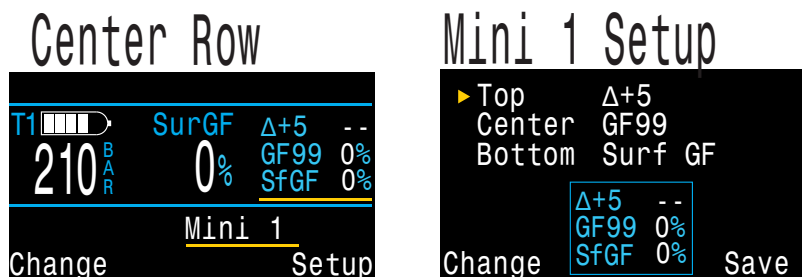 Center Row
T1 SurGF Δ+5 --
210 BAR 0% GF99 0%
SfGF 0%
Mini 1
Change Setup
Mini 1 Setup
Top Δ+5
Center GF99
Bottom Surf GF
Δ+5 --
GF99 0%
SfGF 0%
Change Save